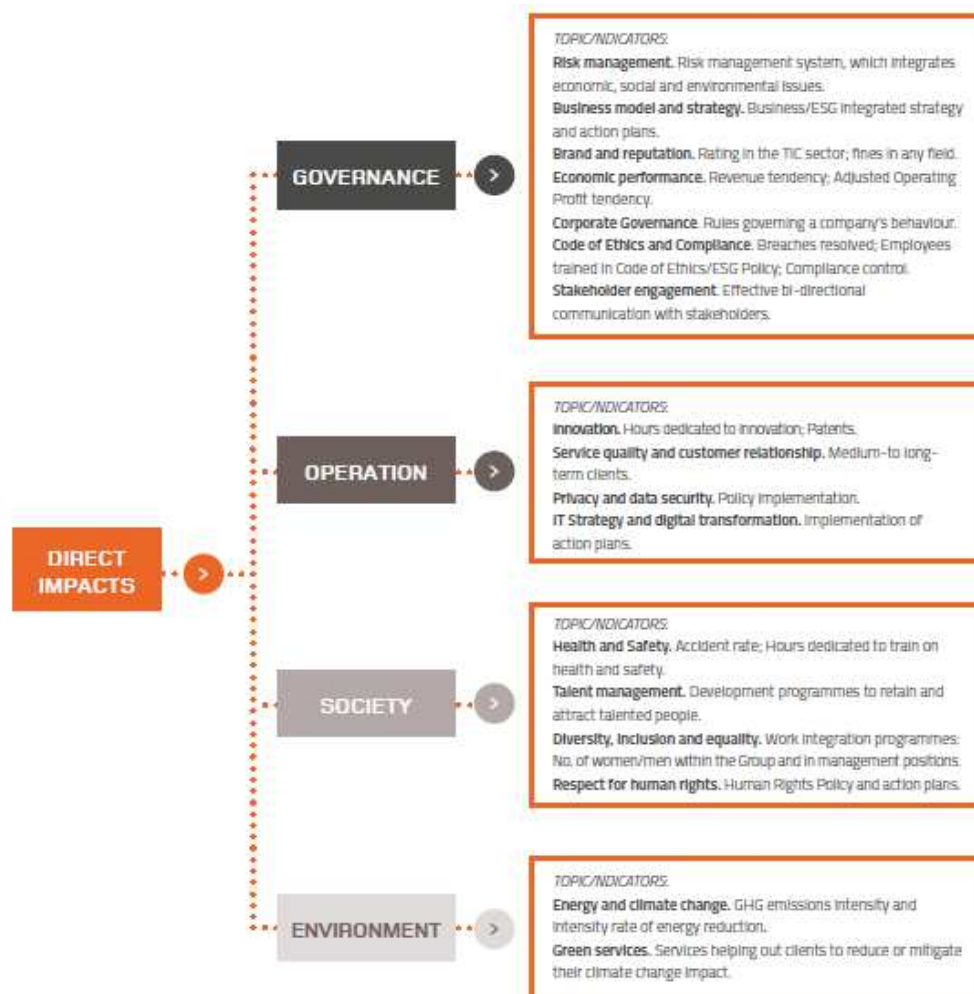 DIRECT
IMPACTS
GOVERNANCE
TOPIC/NDICATORS:
Risk management. Risk management system, which integrates
economic, social and environmental issues.
Business model and strategy. Business/ESG integrated strategy
and action plans.
Brand and reputation. Rating in the TIC sector; fines in any field.
Economic performance. Revenue tendency; Adjusted Operating
Profit tendency.
Corporate Governance. Rules governing a company's behaviour.
Code of Ethics and Compliance. Breaches resolved; Employees
trained in Code of Ethics/ESG Policy; Compliance control.
Stakeholder engagement. Effective bi-directional
communication with stakeholders.
OPERATION
TOPIC/NDICATORS:
Innovation. Hours dedicated to innovation; Patents.
Service quality and customer relationship. Medium-to long-
term clients.
Privacy and data security. Policy implementation.
IT Strategy and digital transformation. Implementation of
action plans.
SOCIETY
TOPIC/NDICATORS:
Health and Safety. Accident rate; Hours dedicated to train on
health and safety.
Talent management. Development programmes to retain and
attract talented people.
Diversity, inclusion and equality. Work integration programmes:
No. of women/men within the Group and in management positions.
Respect for human rights. Human Rights Policy and action plans.
ENVIRONMENT
TOPIC/NDICATORS:
Energy and climate change. GHG emissions intensity and
intensity rate of energy reduction.
Green services. Services helping out clients to reduce or mitigate
their climate change impact.